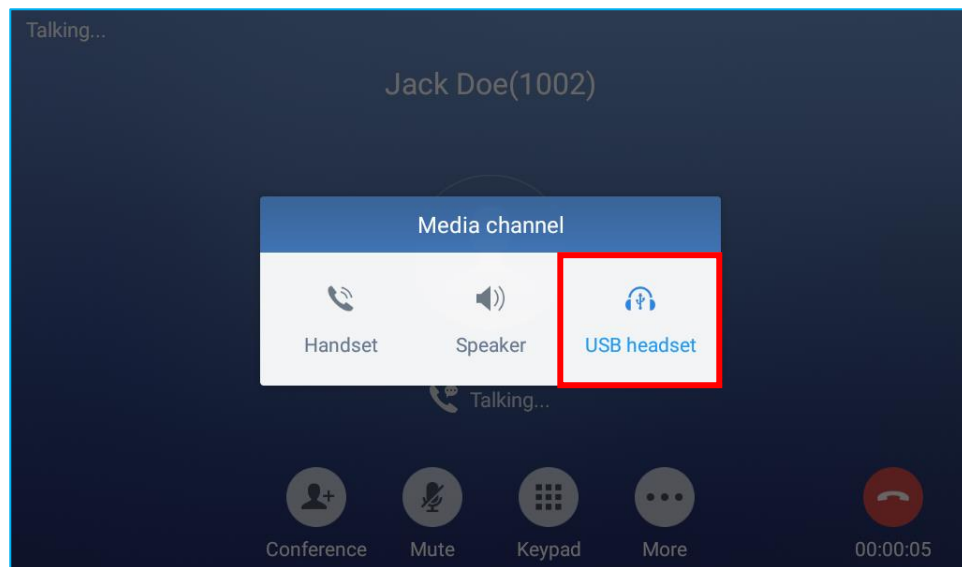 Talking...
Jack Doe(1002)
Media channel
Handset Speaker USB headset
Talking...
Conference Mute Keypad More 00:00:05